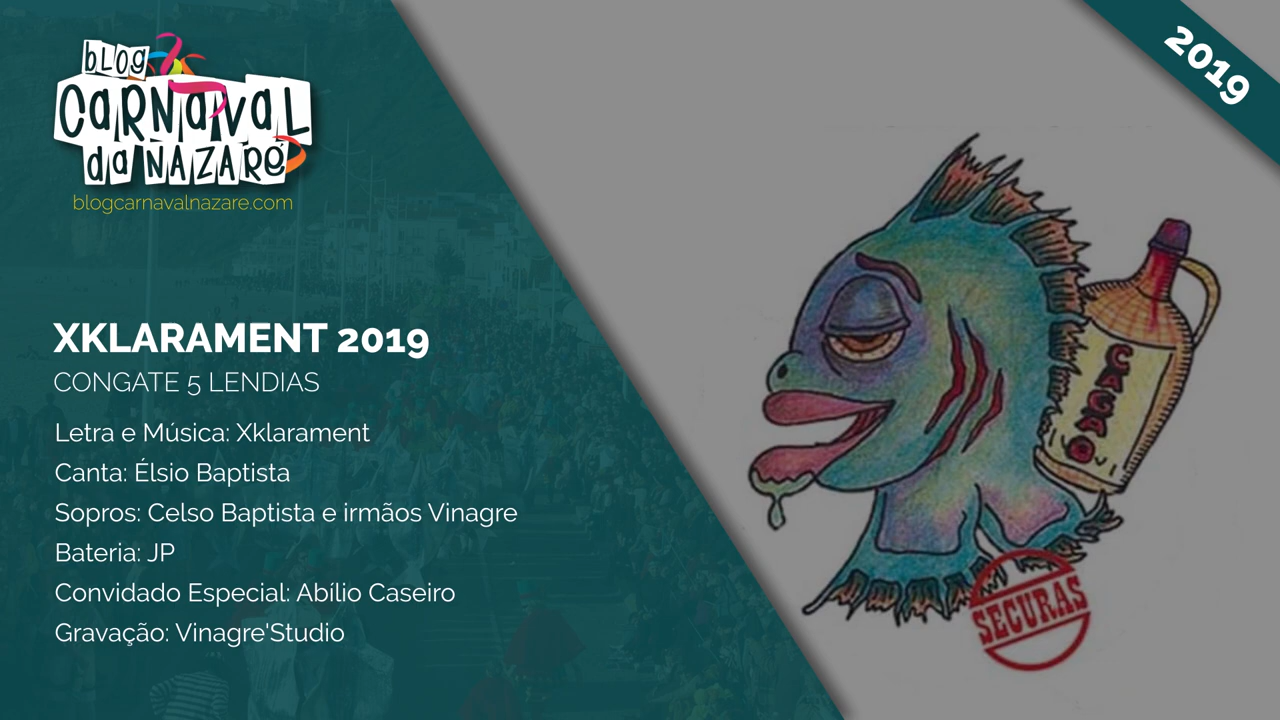 blog
CARNAVAL
da NAZARÉ
blogcarnavalnazare.com
2019
XKLARAMENT 2019
CONGATE 5 LENDIAS
Letra e Música: Xklarament
Canta: Élsio Baptista
Sopros: Celso Baptista e irmãos Vinagre
Bateria: JP
Convidado Especial: Abílio Caseiro
Gravação: Vinagre'Studio
CACAO
SECURAS